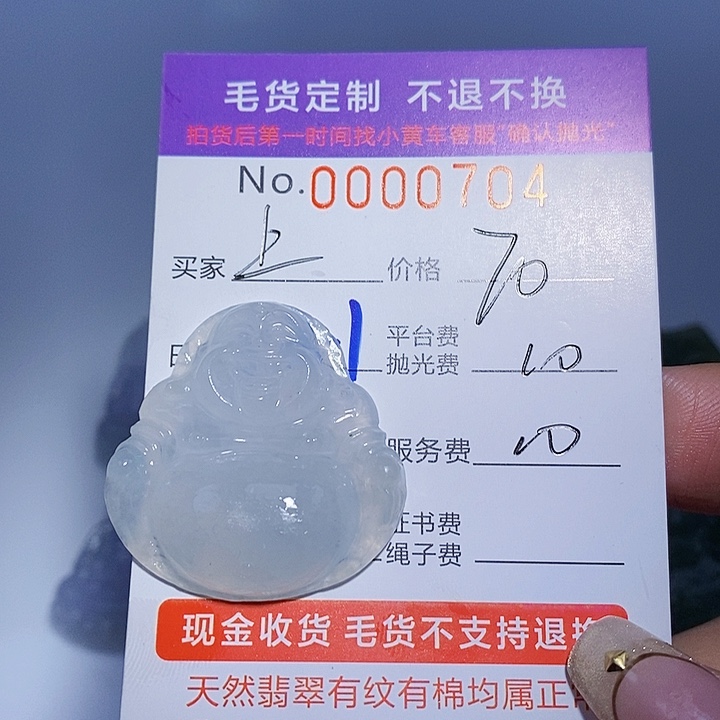 毛货定制 不退不换
拍货后第一时间找小黄车客服"确认抛光"
No.0000704
买家 上 价格 70
平台费
抛光费 10
服务费 10
证书费
绳子费
现金收货 毛货不支持退换
天然翡翠有纹有棉均属正